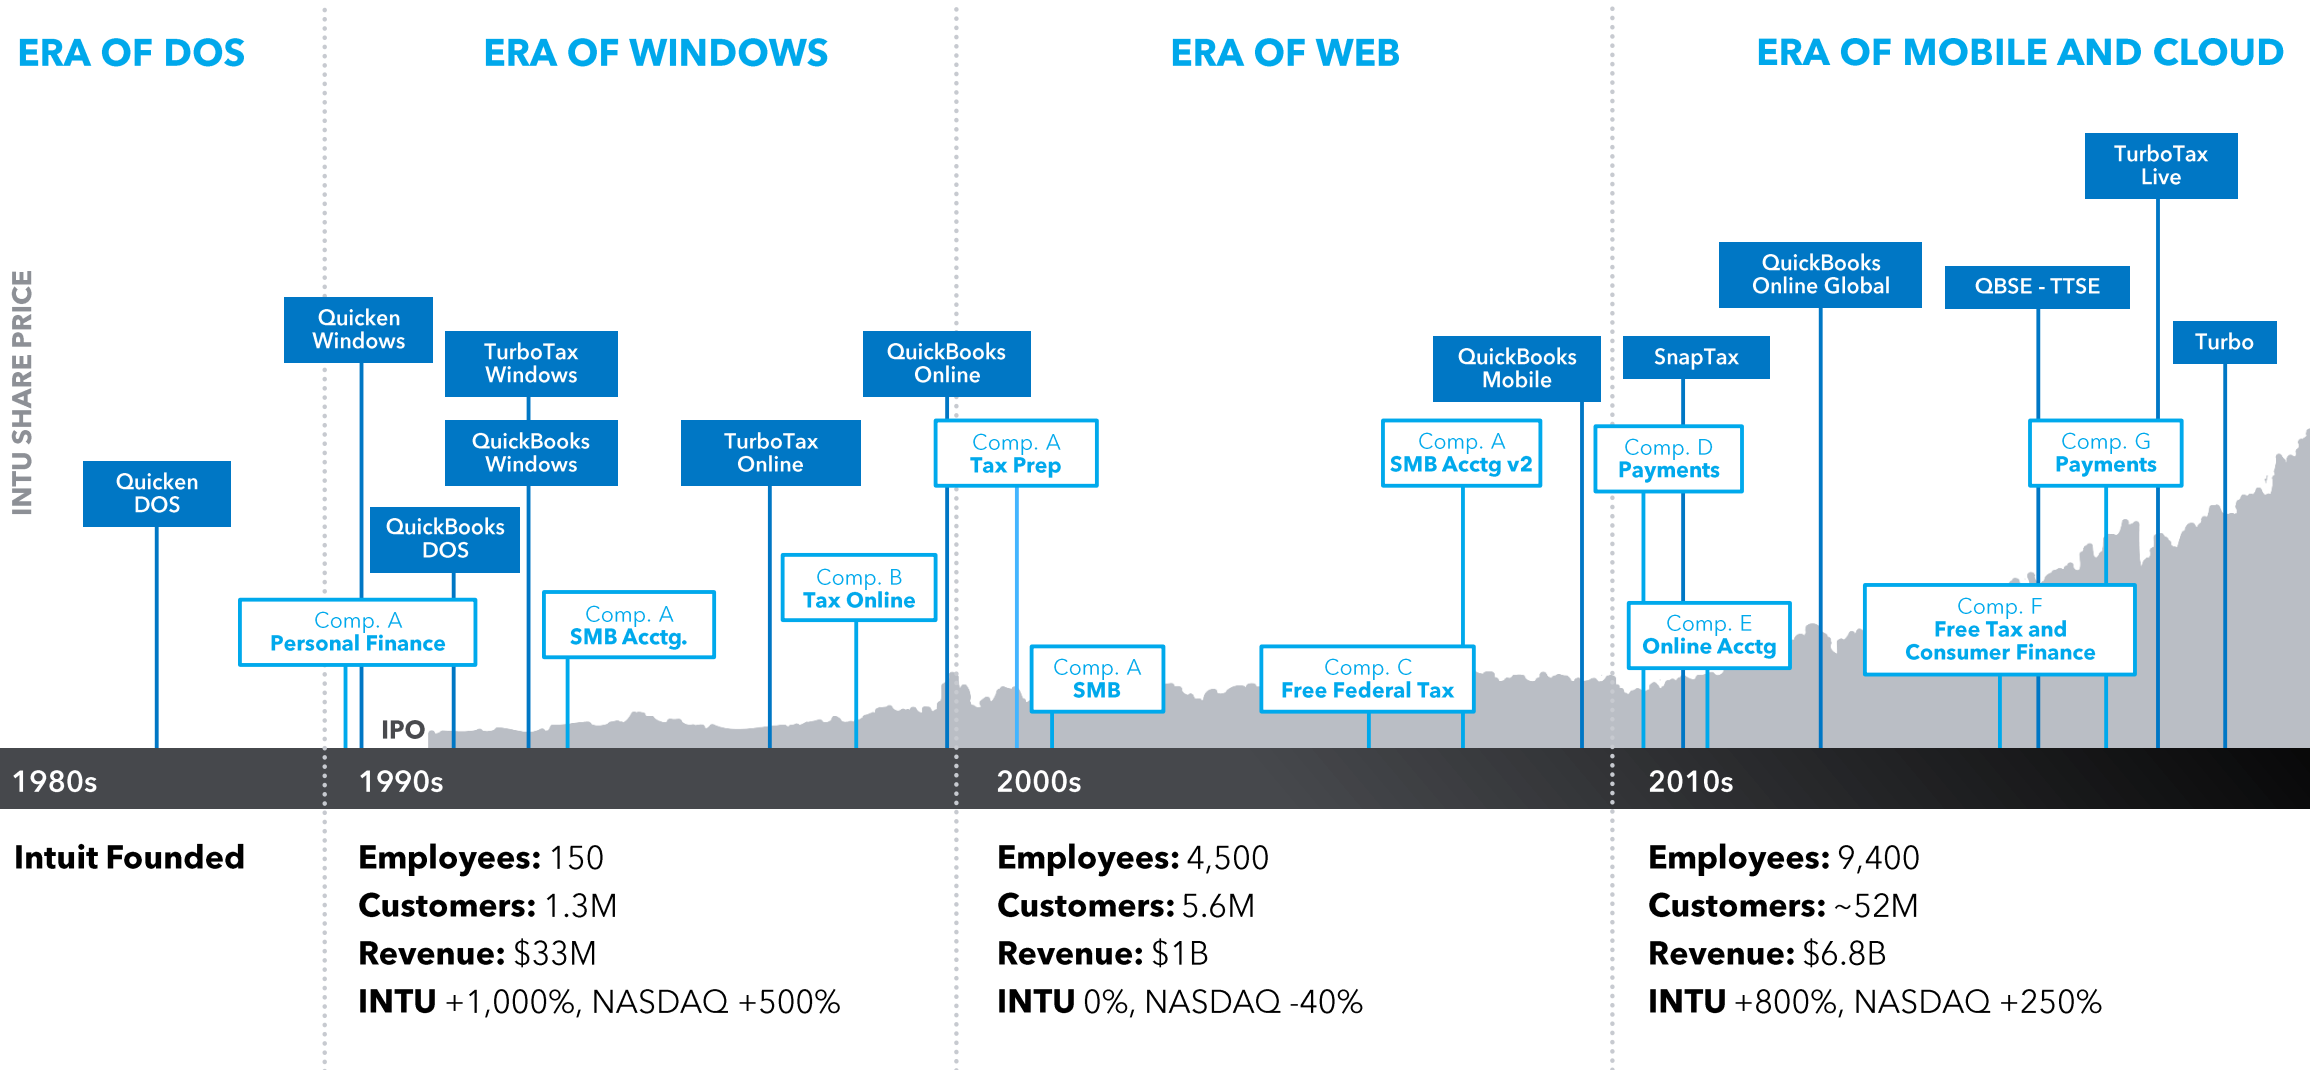 ERA OF DOS
ERA OF WINDOWS
ERA OF WEB
ERA OF MOBILE AND CLOUD
INTU SHARE PRICE
Quicken
DOS
Quicken
Windows
QuickBooks
DOS
Comp. A
Personal Finance
IPO
TurboTax
Windows
QuickBooks
Windows
Comp. A
SMB Acctg.
TurboTax
Online
Comp. B
Tax Online
QuickBooks
Online
Comp. A
Tax Prep
Comp. A
SMB
Comp. C
Free Federal Tax
Comp. A
SMB Acctg v2
QuickBooks
Mobile
SnapTax
Comp. D
Payments
Comp. E
Online Acctg
QuickBooks
Online Global
QBSE - TTSE
Comp. F
Free Tax and
Consumer Finance
Comp. G
Payments
TurboTax
Live
Turbo
1980s
1990s
2000s
2010s
Intuit Founded
Employees: 150
Customers: 1.3M
Revenue: $33M
INTU +1,000%, NASDAQ +500%
Employees: 4,500
Customers: 5.6M
Revenue: $1B
INTU 0%, NASDAQ -40%
Employees: 9,400
Customers: ~52M
Revenue: $6.8B
INTU +800%, NASDAQ +250%